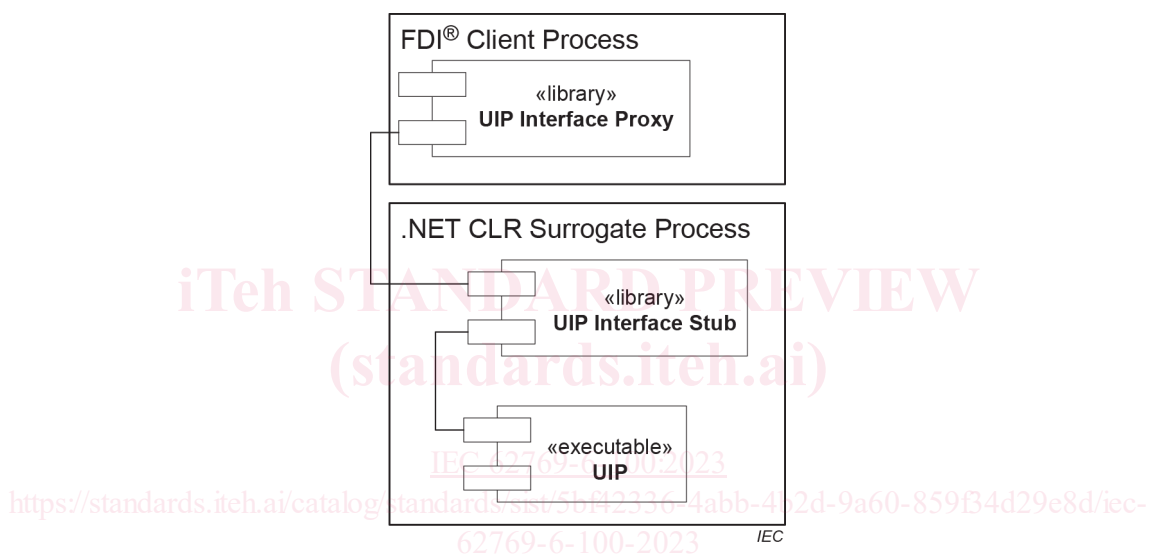 FDI® Client Process
«library»
UIP Interface Proxy
.NET CLR Surrogate Process
iTeh STANDARD PREVIEW
«library»
UIP Interface Stub
(standards.iteh.ai)
«executable»
UIP
IEC 62769-6-100:2023
https://standards.iteh.ai/catalog/standards/sist/5bf42336-4abb-4b2d-9a60-859f34d29e8d/iec-
62769-6-100-2023
IEC